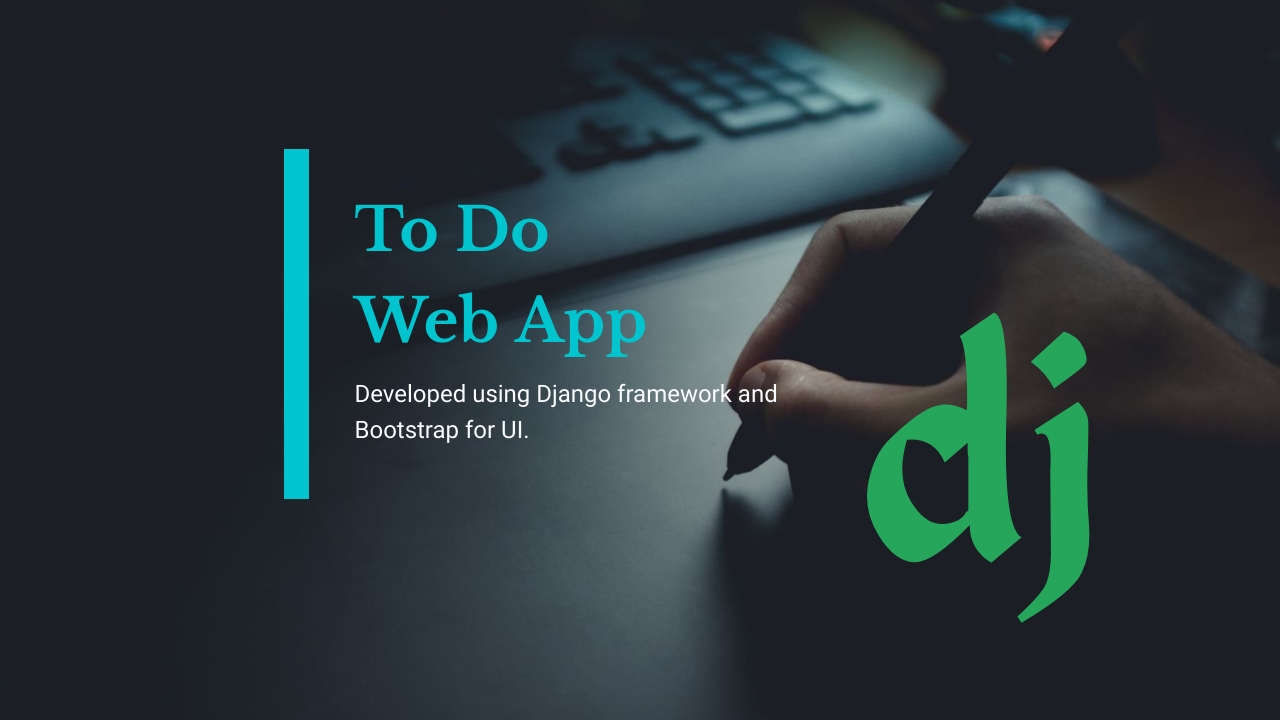 To Do
Web App
Developed using Django framework and
Bootstrap for UI.
dj